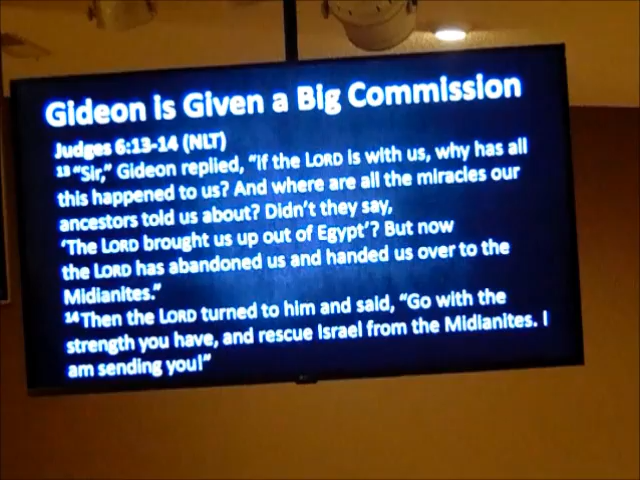 Gideon is Given a Big Commission
Judges 6:13-14 (NLT)
¹³ “Sir,” Gideon replied, “If the LORD is with us, why has all
this happened to us? And where are all the miracles our
ancestors told us about? Didn’t they say,
‘The LORD brought us up out of Egypt’? But now
the LORD has abandoned us and handed us over to the
Midianites.”
¹⁴ Then the LORD turned to him and said, “Go with the
strength you have, and rescue Israel from the Midianites. I
am sending you!”